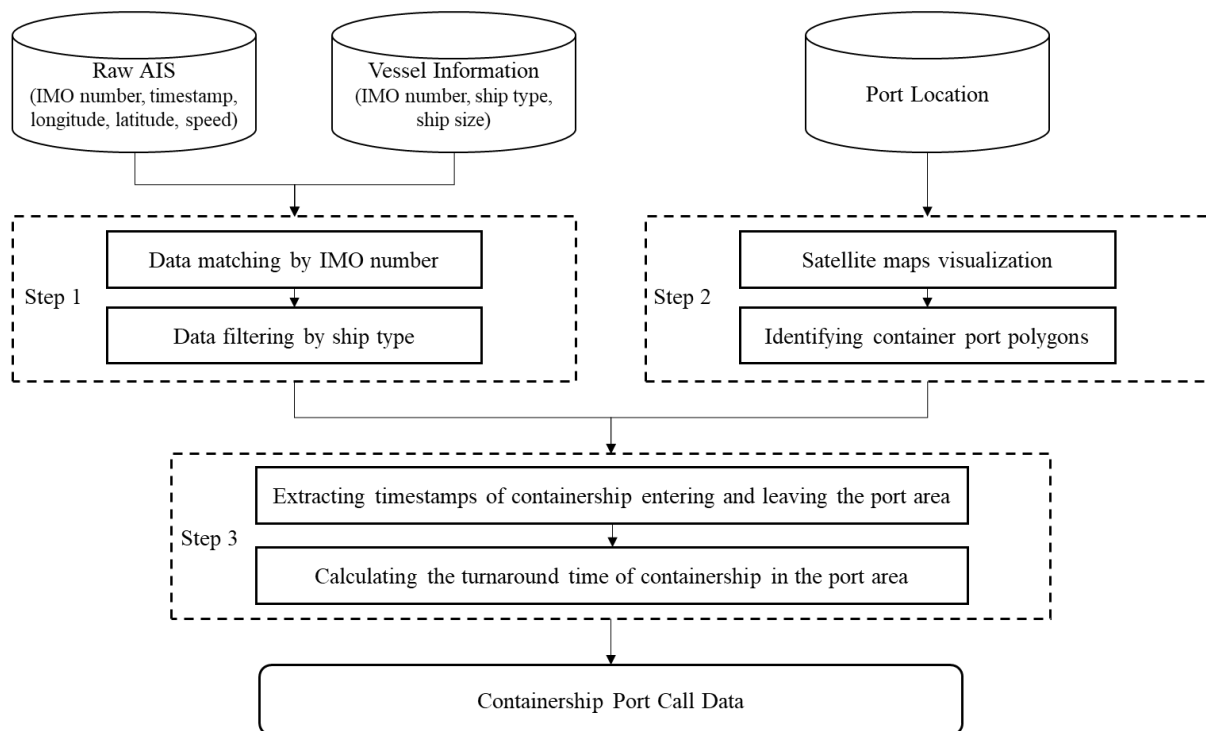 Raw AIS
(IMO number, timestamp,
longitude, latitude, speed)
Vessel Information
(IMO number, ship type,
ship size)
Port Location
Step 1
Data matching by IMO number
Data filtering by ship type
Step 2
Satellite maps visualization
Identifying container port polygons
Step 3
Extracting timestamps of containership entering and leaving the port area
Calculating the turnaround time of containership in the port area
Containership Port Call Data